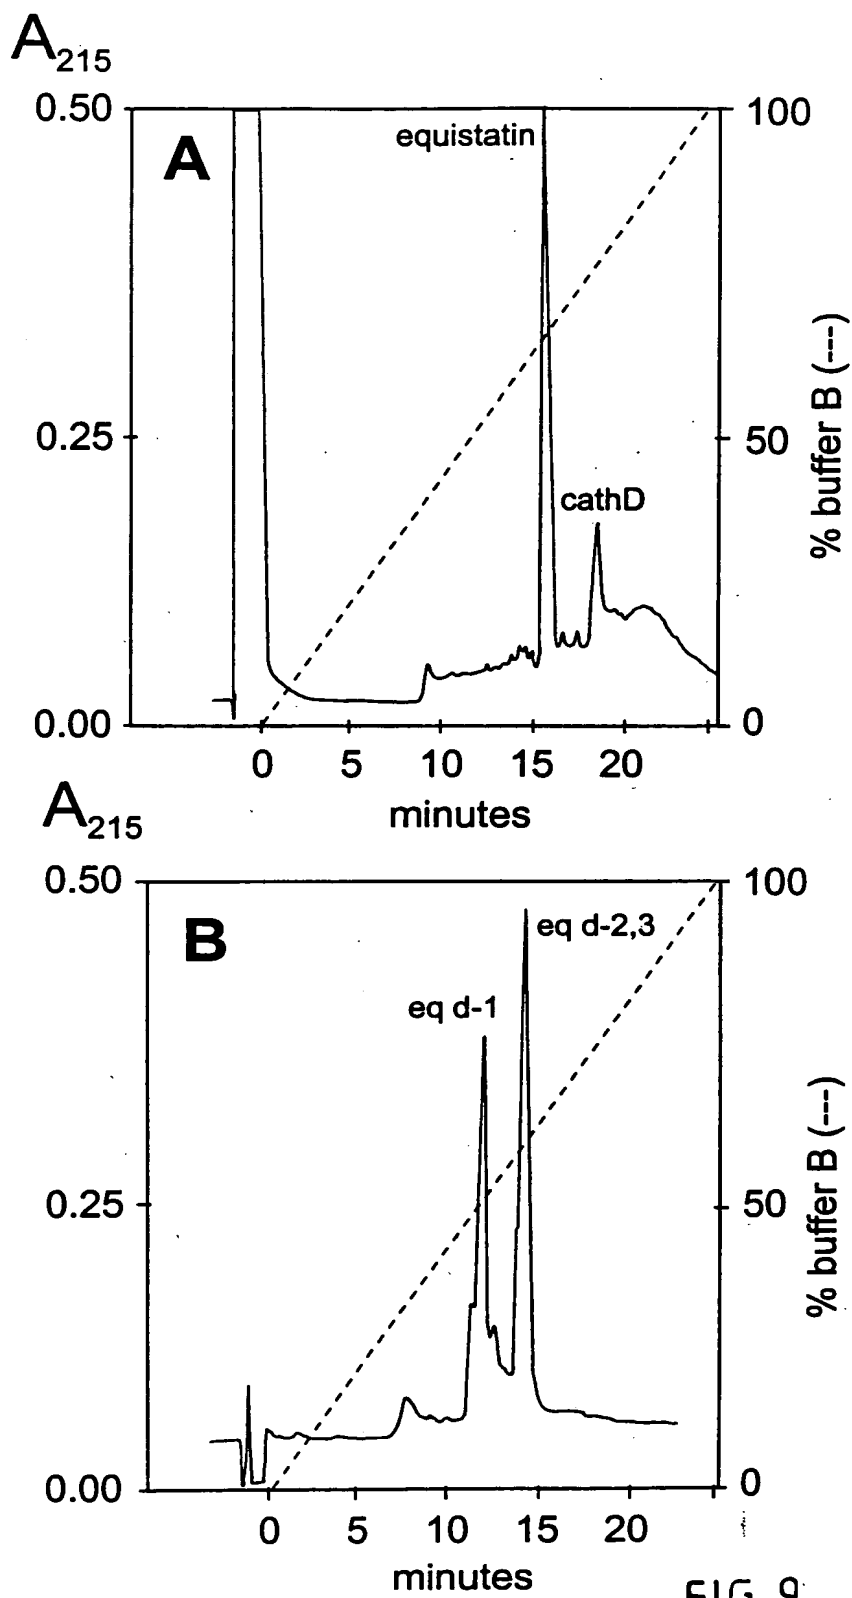 A215
0.50
100
A
equistatin
0.25
50
cathD
% buffer B (---)
0.00
0
0 5 10 15 20
minutes
A215
0.50
100
B
eq d-2,3
eq d-1
0.25
50
% buffer B (---)
0.00
0
0 5 10 15 20
minutes
FIG. 9